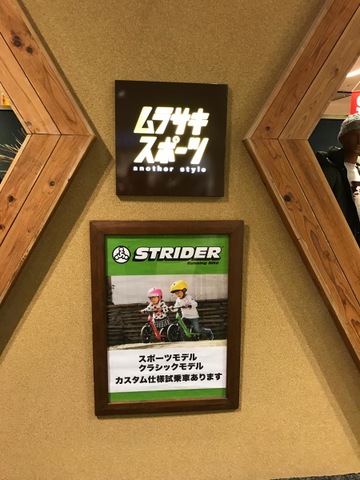 ムラサキ
スポーツ
another style
STRIDER
Running Bike
スポーツモデル
クラシックモデル
カスタム仕様試乗車あります